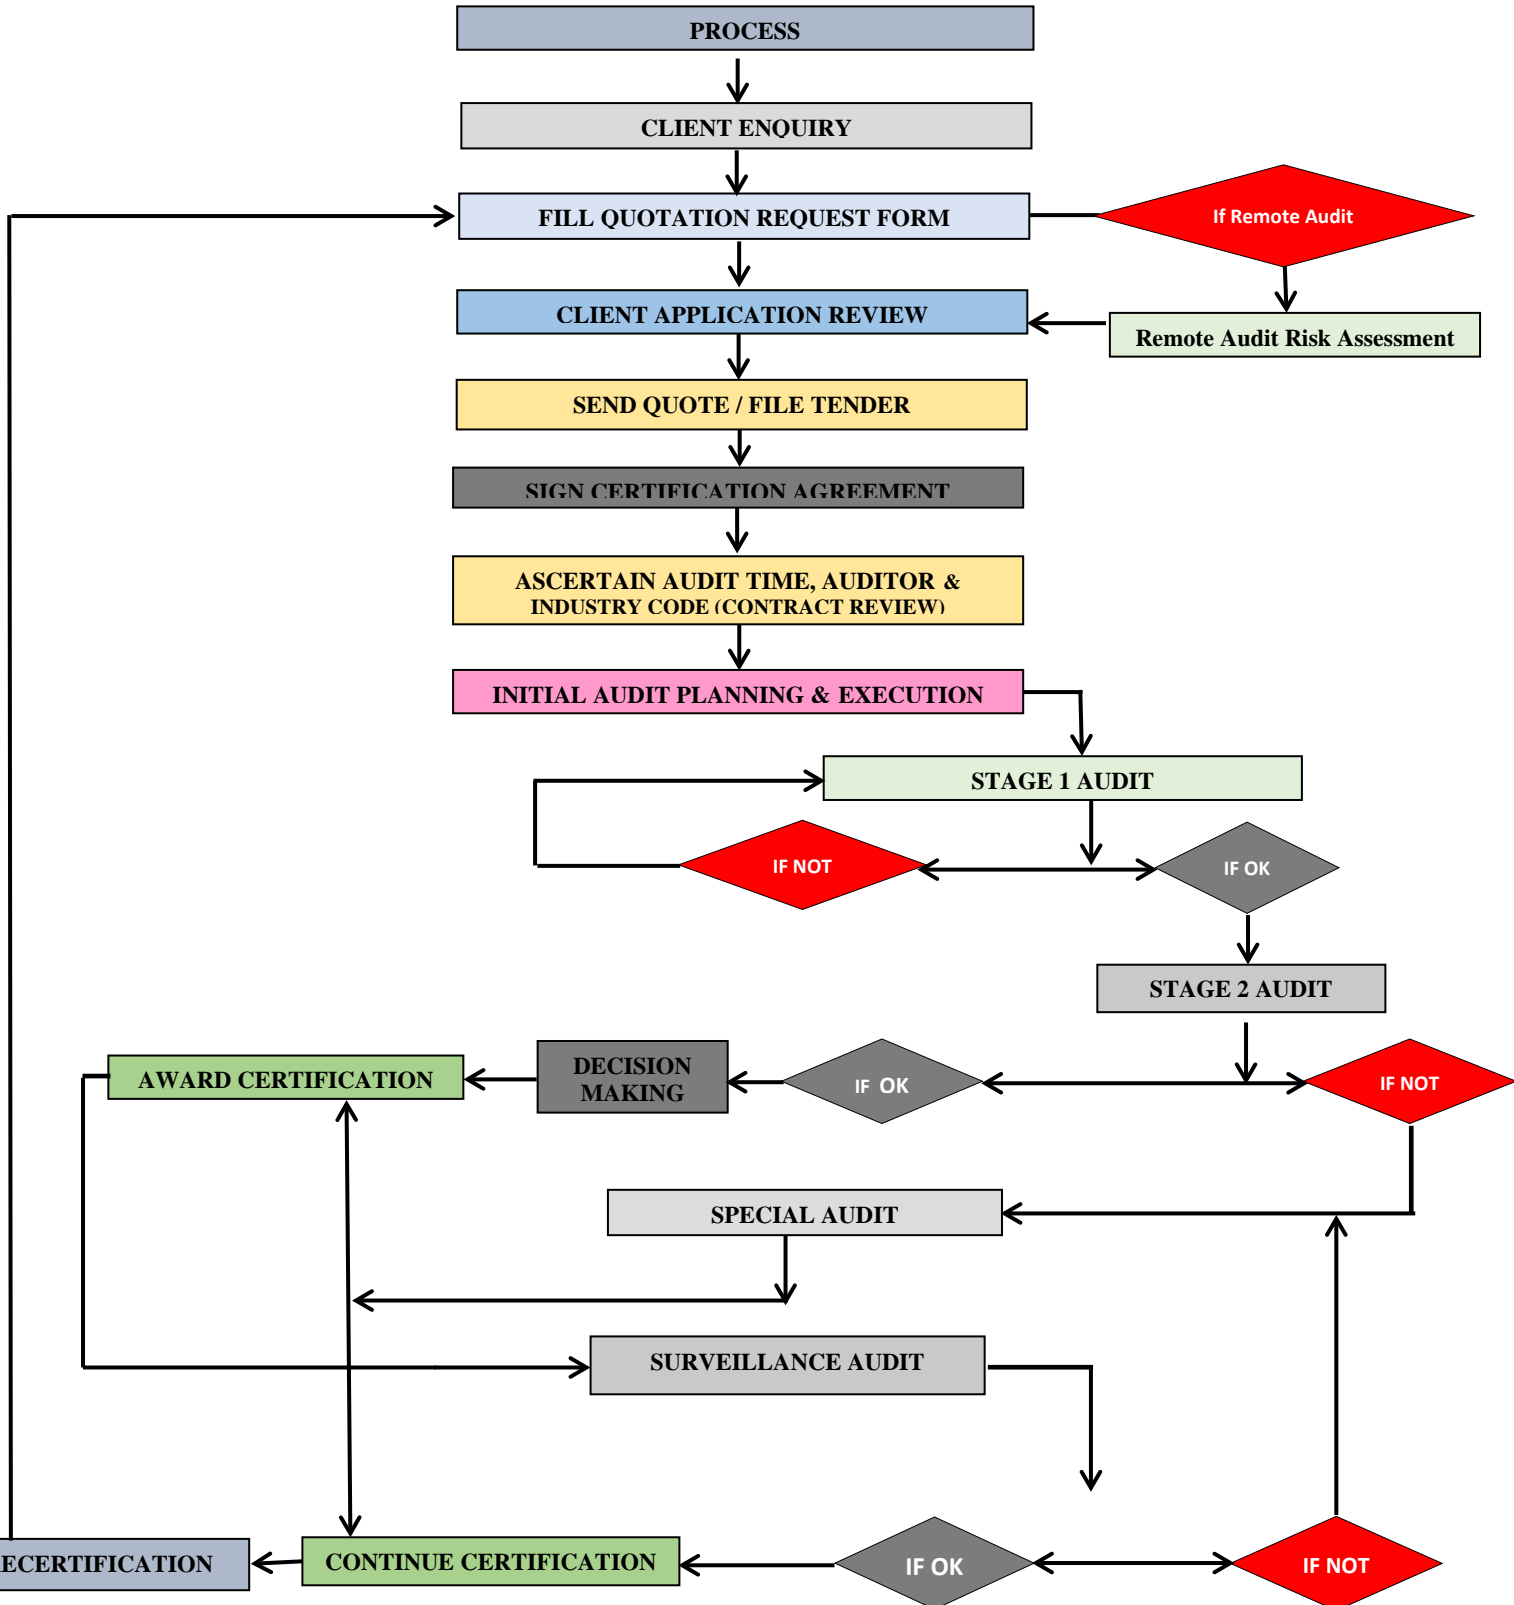 PROCESS
CLIENT ENQUIRY
FILL QUOTATION REQUEST FORM
If Remote Audit
CLIENT APPLICATION REVIEW
Remote Audit Risk Assessment
SEND QUOTE / FILE TENDER
SIGN CERTIFICATION AGREEMENT
ASCERTAIN AUDIT TIME, AUDITOR &
INDUSTRY CODE (CONTRACT REVIEW)
INITIAL AUDIT PLANNING & EXECUTION
STAGE 1 AUDIT
IF NOT
IF OK
STAGE 2 AUDIT
AWARD CERTIFICATION
DECISION
MAKING
IF OK
IF NOT
SPECIAL AUDIT
SURVEILLANCE AUDIT
ECERTIFICATION
CONTINUE CERTIFICATION
IF OK
IF NOT